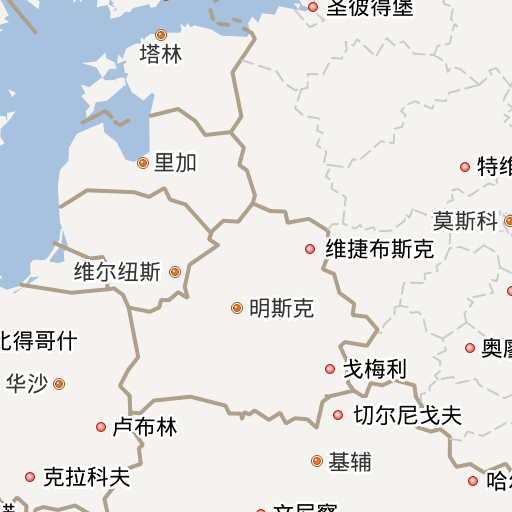 圣彼得堡
塔林
里加
特维
莫斯科
维捷布斯克
维尔纽斯
明斯克
比得哥什
奥廖
戈梅利
华沙
切尔尼戈夫
卢布林
基辅
克拉科夫
哈尔